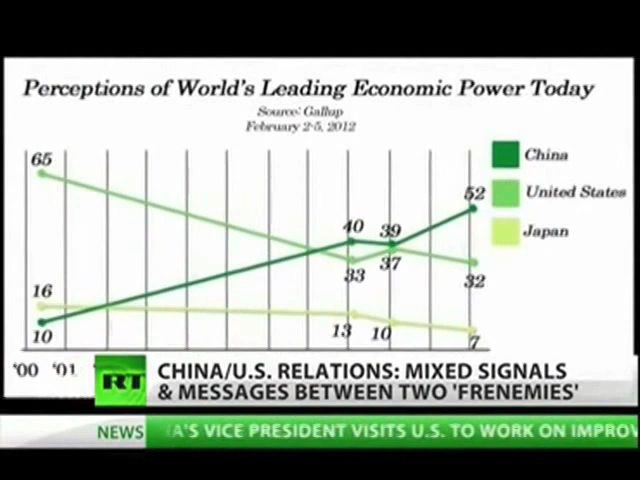 Perceptions of World's Leading Economic Power Today
Source: Gallup
February 2-5, 2012
China
United States
Japan
65
52
40
39
33
37
32
16
10
13
10
7
'00 '01
RT
CHINA/U.S. RELATIONS: MIXED SIGNALS
& MESSAGES BETWEEN TWO 'FRENEMIES'
NEWS
'A'S VICE PRESIDENT VISITS U.S. TO WORK ON IMPROV